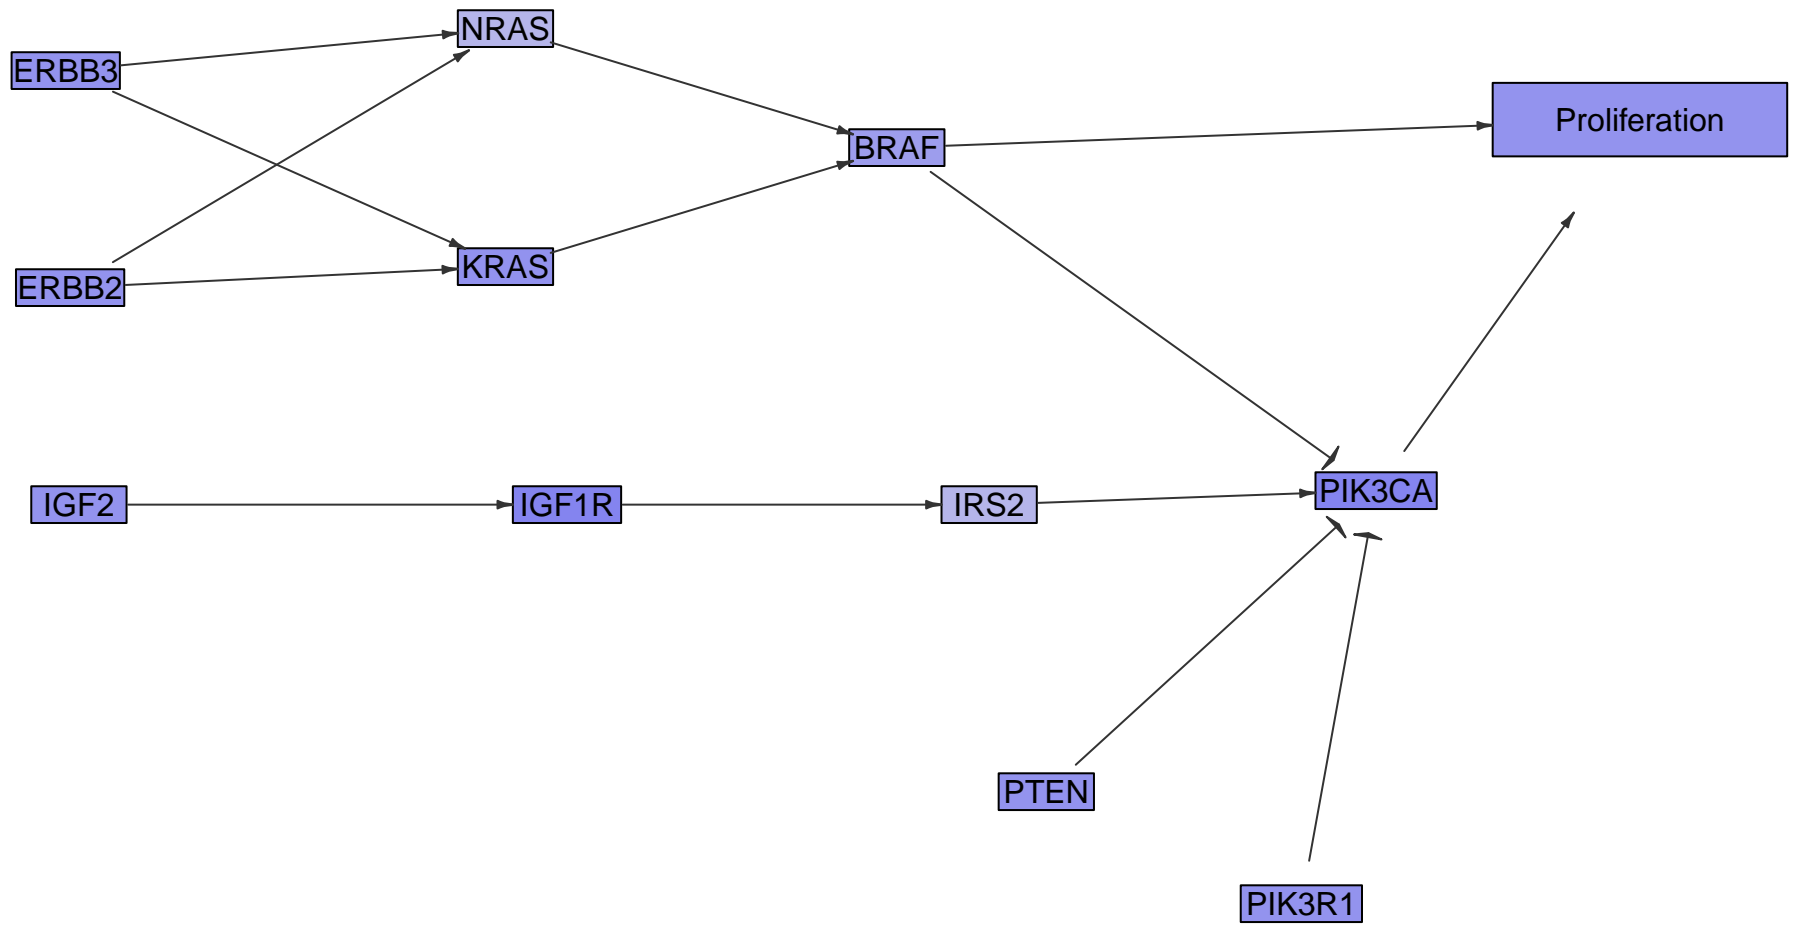 NRAS
ERBB3
Proliferation
BRAF
KRAS
ERBB2
PIK3CA
IGF2
IGF1R
IRS2
PTEN
PIK3R1